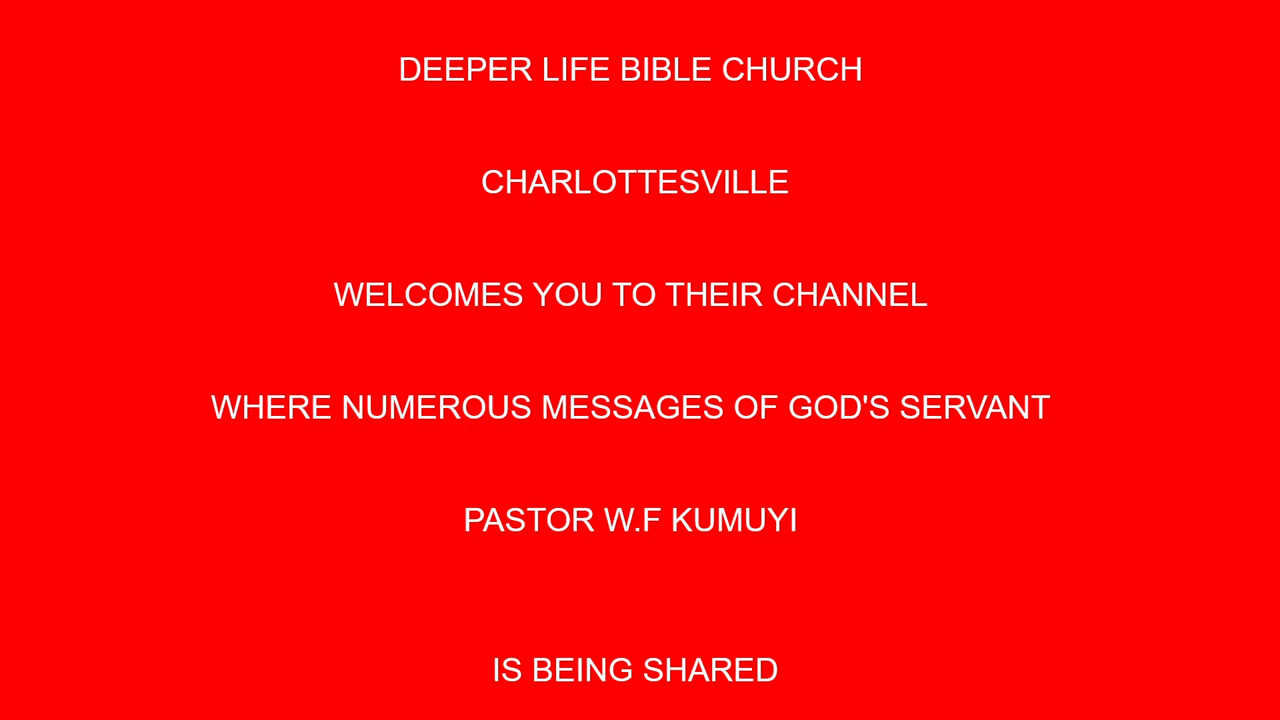 DEEPER LIFE BIBLE CHURCH
CHARLOTTESVILLE
WELCOMES YOU TO THEIR CHANNEL
WHERE NUMEROUS MESSAGES OF GOD'S SERVANT
PASTOR W.F KUMUYI
IS BEING SHARED